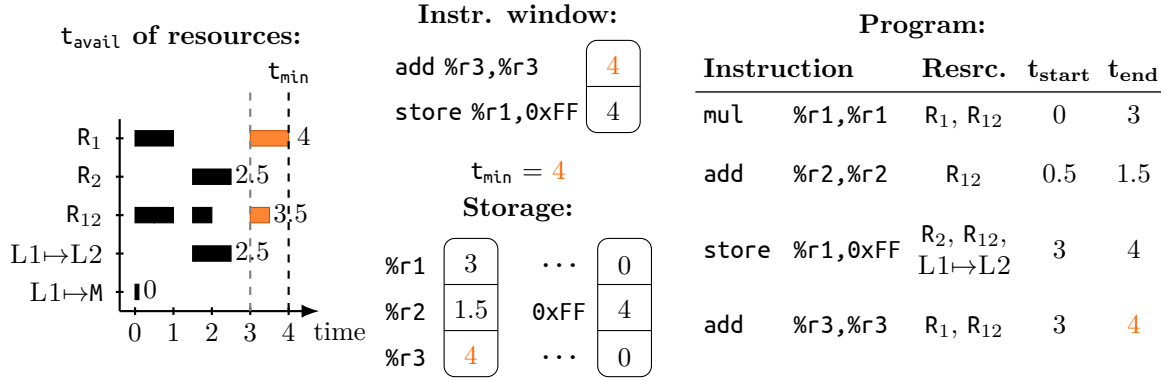 t_avail of resources:
t_min
R_1 4
R_2 2.5
R_12 3.5
L1↦L2 2.5
L1↦M 0
0 1 2 3 4 time
Instr. window:
add %r3,%r3 4
store %r1,0xFF 4
t_min = 4
Storage:
%r1 3 ··· 0
%r2 1.5 0xFF 4
%r3 4 ··· 0
Program:
Instruction Resrc. t_start t_end
mul %r1,%r1 R_1, R_12 0 3
add %r2,%r2 R_12 0.5 1.5
store %r1,0xFF R_2, R_12, L1↦L2 3 4
add %r3,%r3 R_1, R_12 3 4